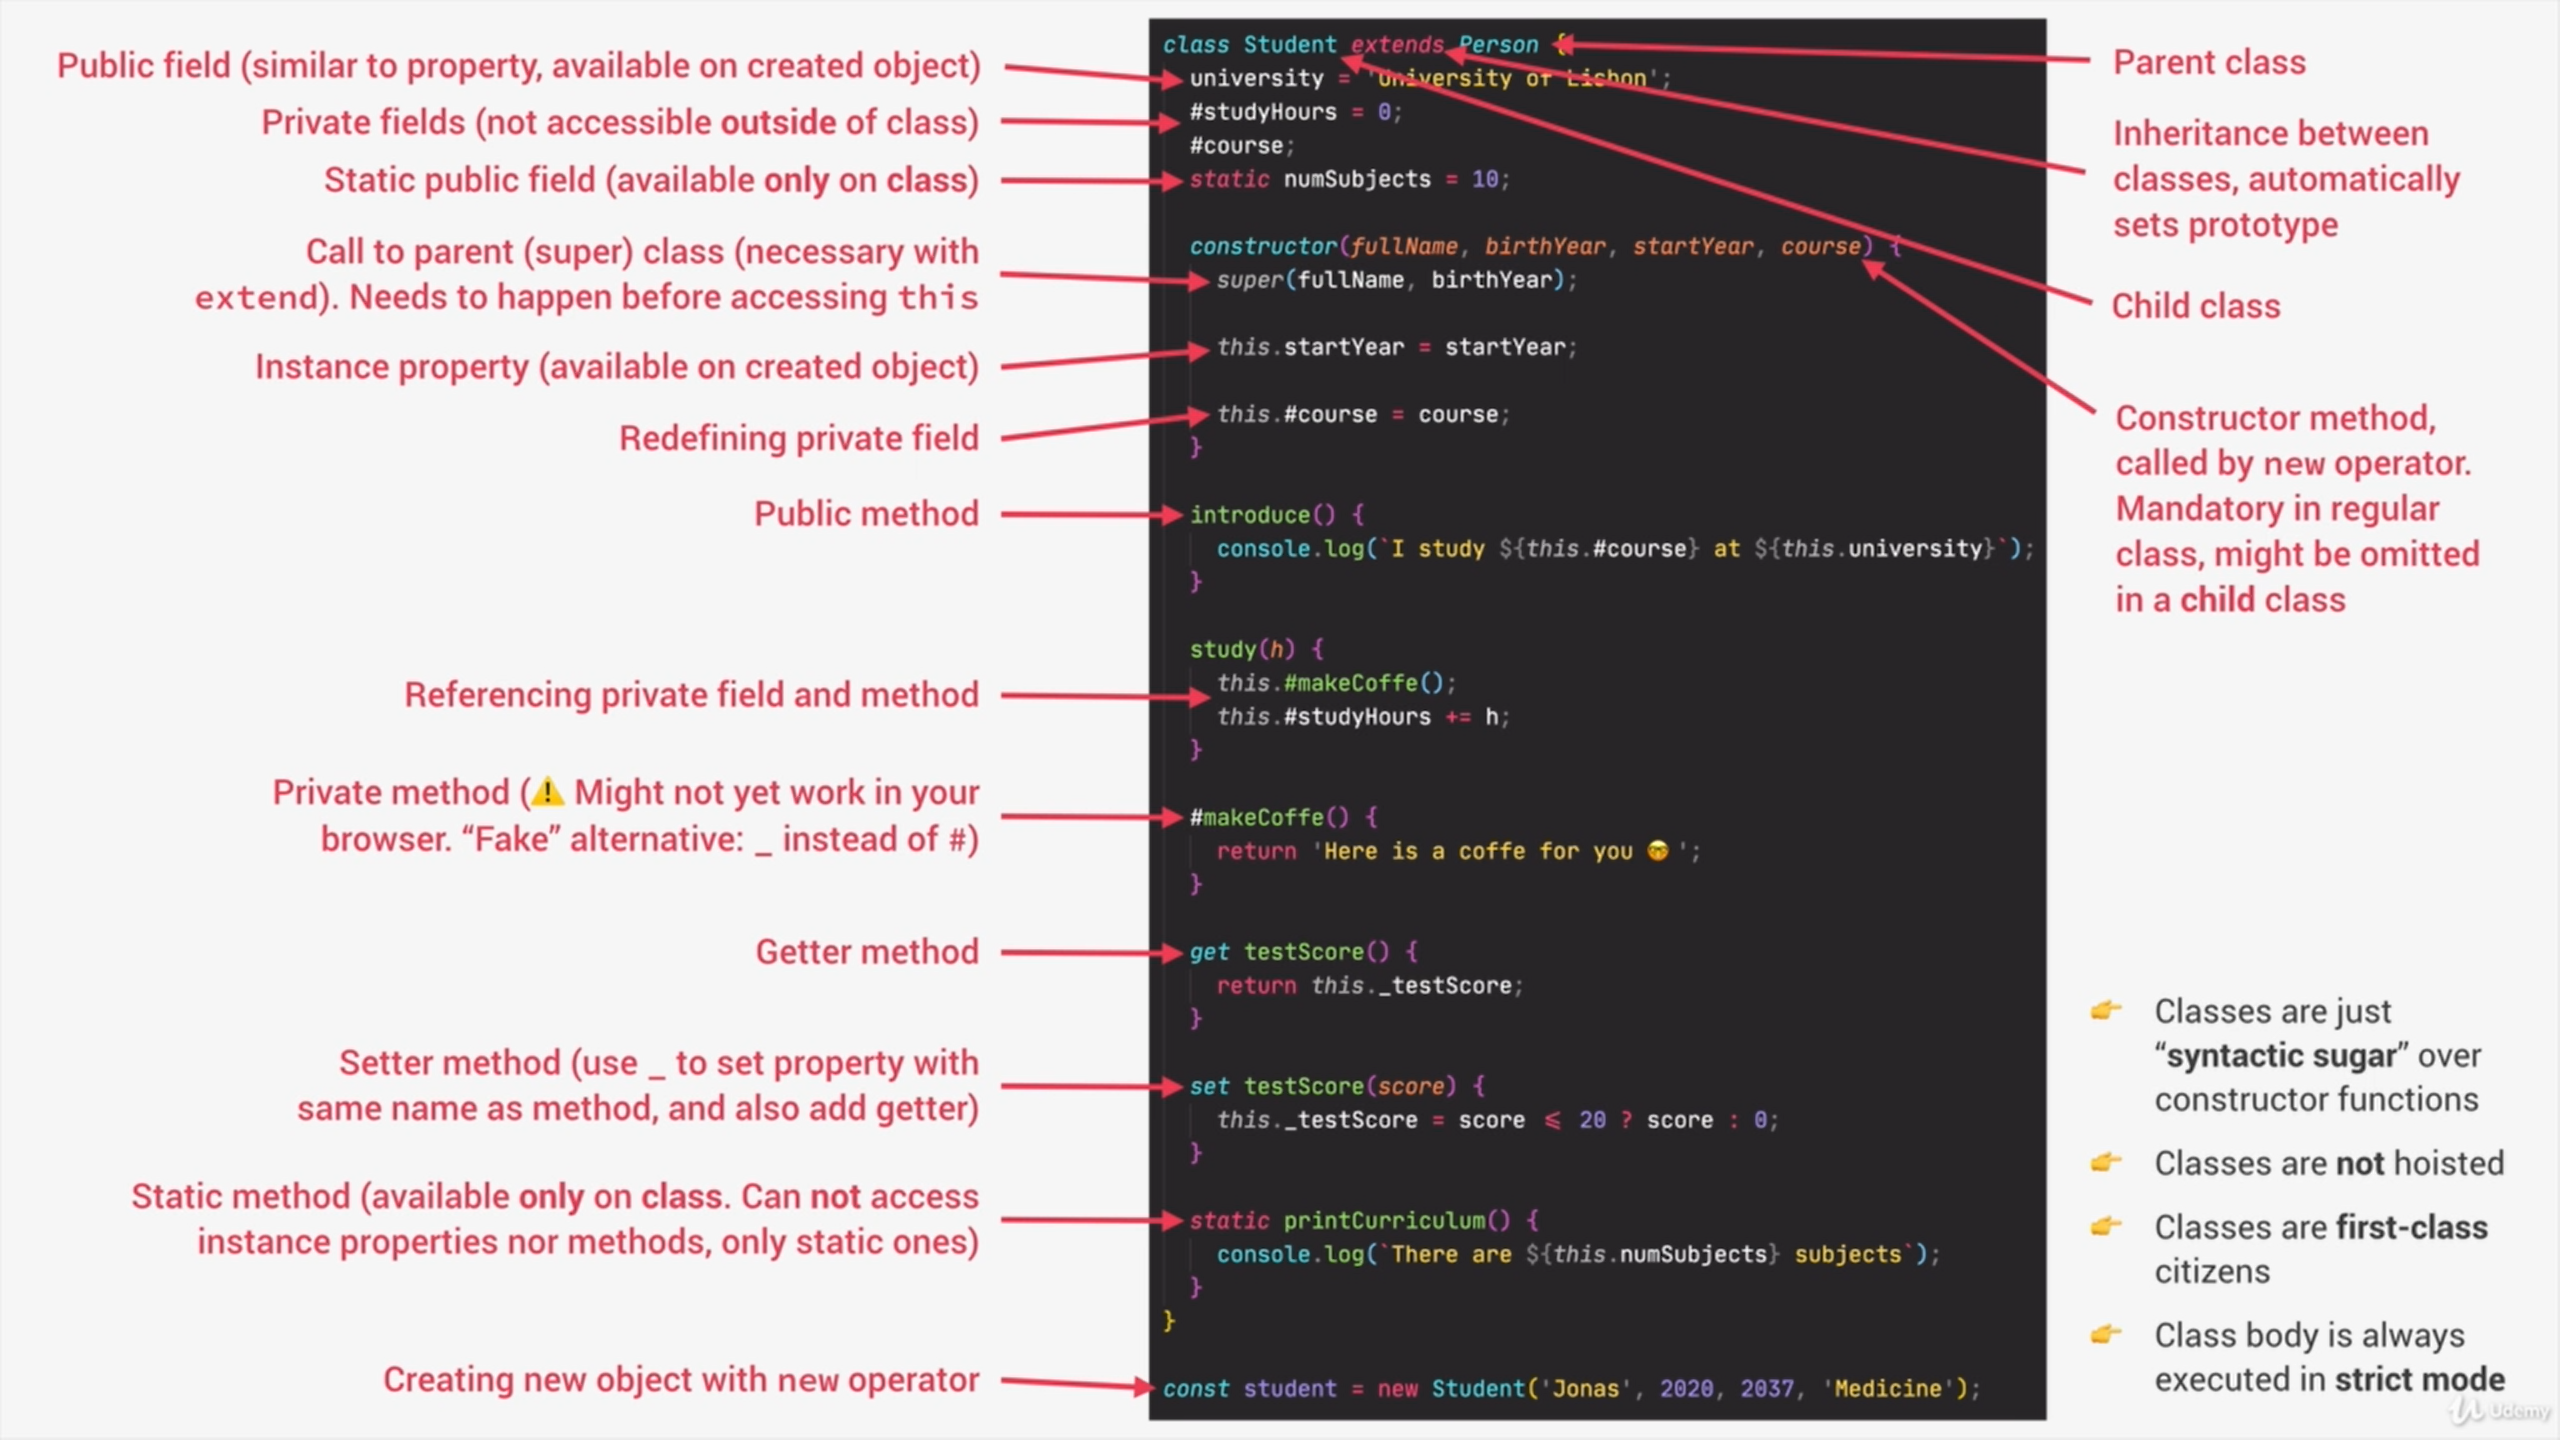 Public field (similar to property, available on created object)
Private fields (not accessible outside of class)
Static public field (available only on class)
Call to parent (super) class (necessary with
extend). Needs to happen before accessing this
Instance property (available on created object)
Redefining private field
Public method
Referencing private field and method
Private method (⚠️ Might not yet work in your
browser. “Fake” alternative: _ instead of #)
Getter method
Setter method (use _ to set property with
same name as method, and also add getter)
Static method (available only on class. Can not access
instance properties nor methods, only static ones)
Creating new object with new operator
class Student extends Person {
university = 'University of Lisbon';
#studyHours = 0;
#course;
static numSubjects = 10;
constructor(fullName, birthYear, startYear, course) {
super(fullName, birthYear);
this.startYear = startYear;
this.#course = course;
}
introduce() {
console.log(`I study ${this.#course} at ${this.university}`);
}
study(h) {
this.#makeCoffe();
this.#studyHours += h;
}
#makeCoffe() {
return 'Here is a coffe for you 🤓 ';
}
get testScore() {
return this._testScore;
}
set testScore(score) {
this._testScore = score ≤ 20 ? score : 0;
}
static printCurriculum() {
console.log(`There are ${this.numSubjects} subjects`);
}
}
const student = new Student('Jonas', 2020, 2037, 'Medicine');
Parent class
Inheritance between
classes, automatically
sets prototype
Child class
Constructor method,
called by new operator.
Mandatory in regular
class, might be omitted
in a child class
👉 Classes are just
“syntactic sugar” over
constructor functions
👉 Classes are not hoisted
👉 Classes are first-class
citizens
👉 Class body is always
executed in strict mode
Udemy